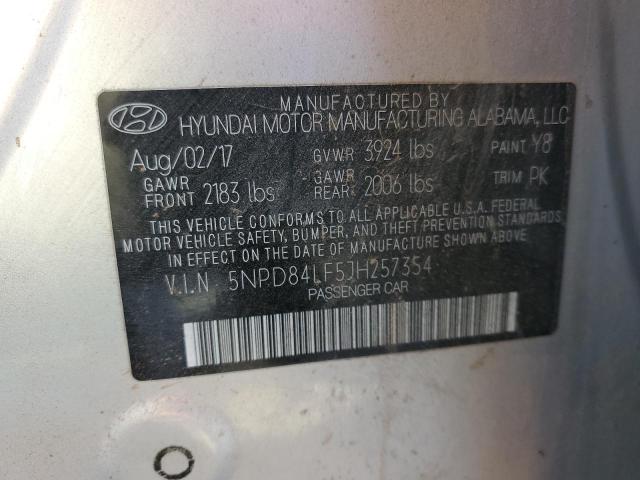 MANUFACTURED BY
HYUNDAI MOTOR MANUFACTURING ALABAMA, LLC
Aug/02/17 GVWR 3924 lbs PAINT Y8
GAWR FRONT 2183 lbs GAWR REAR 2006 lbs TRIM PK
THIS VEHICLE CONFORMS TO ALL APPLICABLE U.S.A. FEDERAL
MOTOR VEHICLE SAFETY, BUMPER, AND THEFT PREVENTION STANDARDS
IN EFFECT ON THE DATE OF MANUFACTURE SHOWN ABOVE.
V.I.N 5NPD84LF5JH257354
PASSENGER CAR